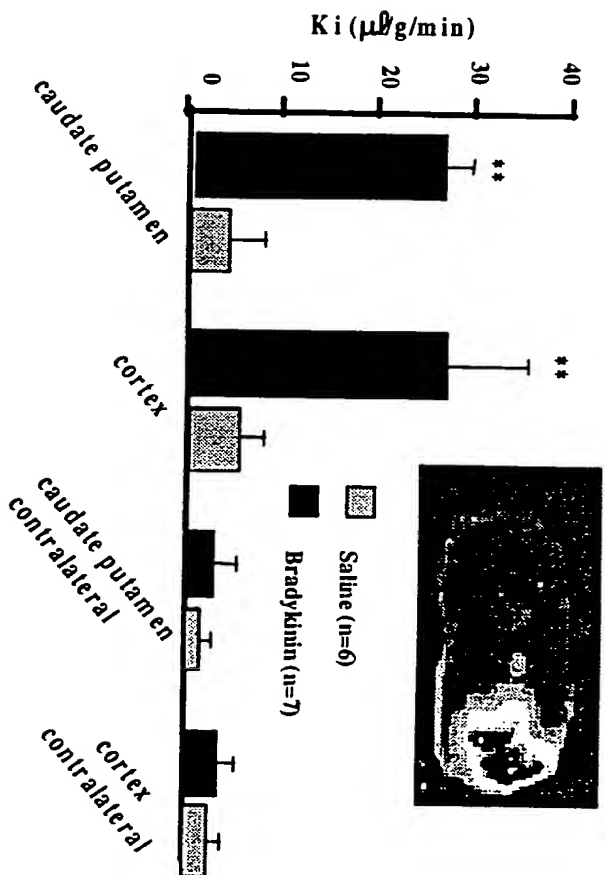 Ki (μl/g/min)
0
10
20
30
40
**
**
Saline (n=6)
Bradykinin (n=7)
caudate putamen
cortex
caudate putamen
contralateral
cortex
contralateral